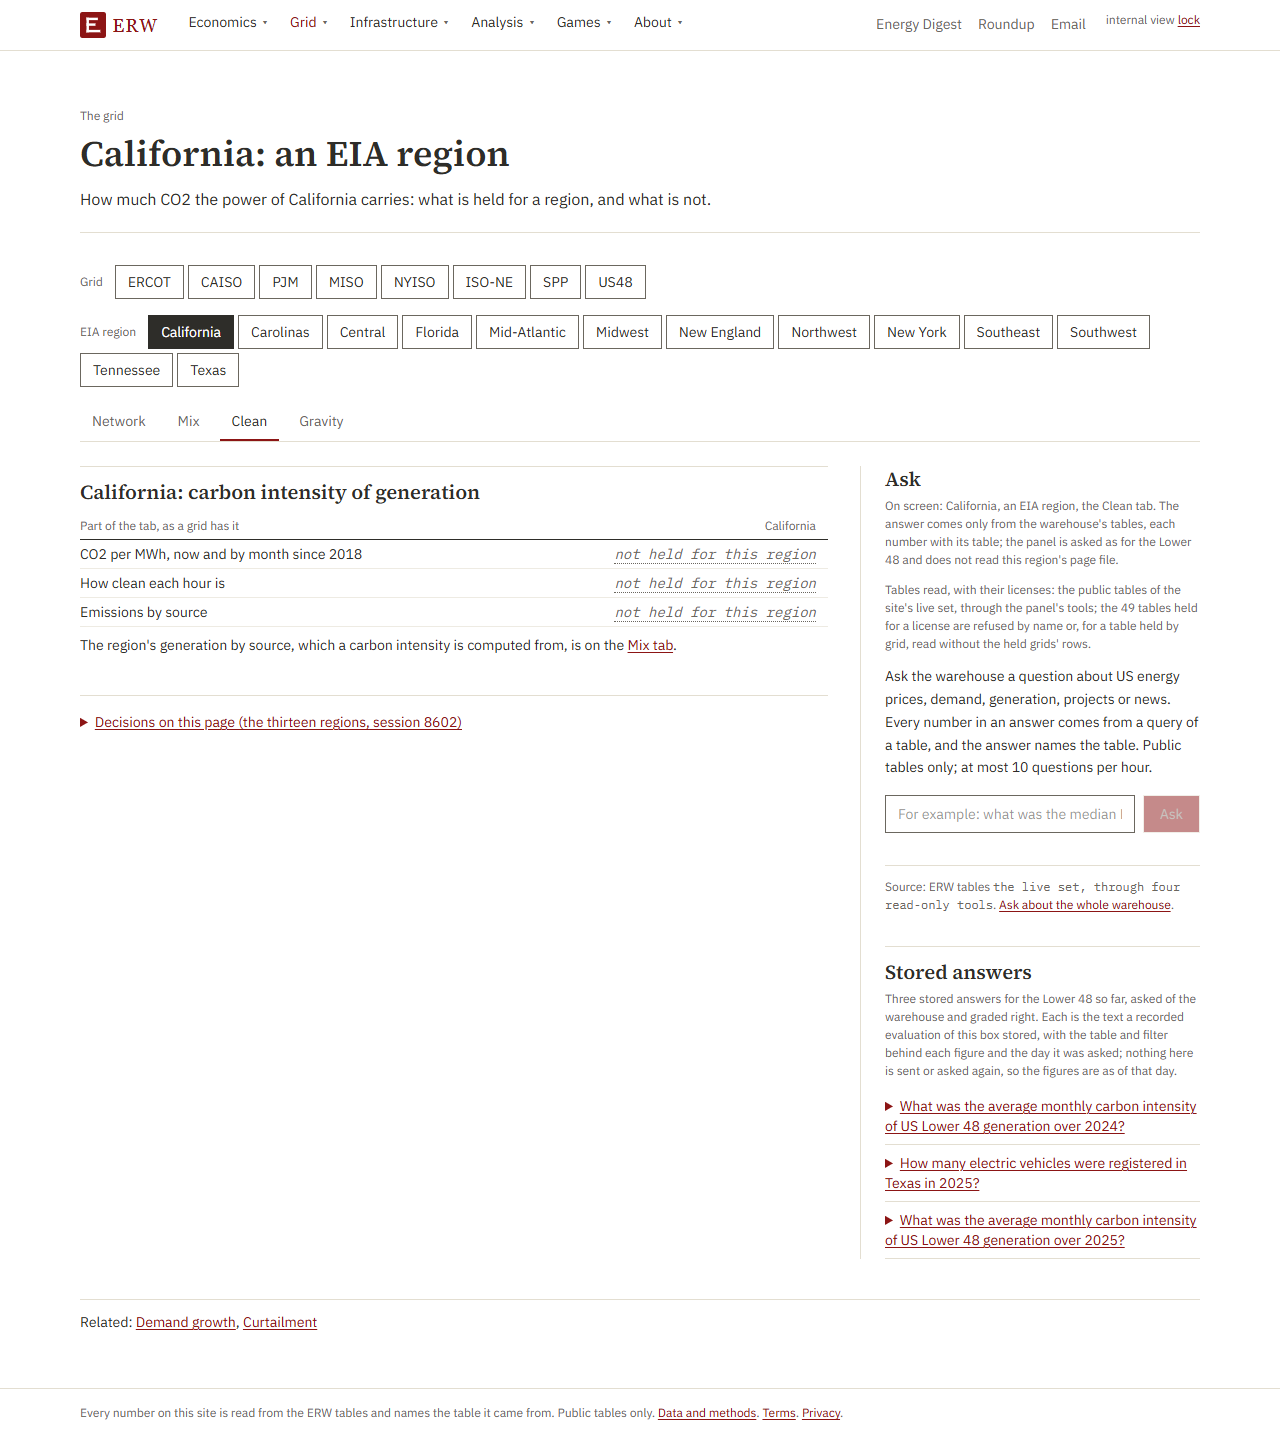 E ERW
Economics Grid Infrastructure Analysis Games About
Energy Digest Roundup Email internal view lock
The grid
California: an EIA region
How much CO2 the power of California carries: what is held for a region, and what is not.
Grid ERCOT CAISO PJM MISO NYISO ISO-NE SPP US48
EIA region California Carolinas Central Florida Mid-Atlantic Midwest New England Northwest New York Southeast Southwest
Tennessee Texas
Network Mix Clean Gravity
California: carbon intensity of generation
Part of the tab, as a grid has it California
CO2 per MWh, now and by month since 2018 not held for this region
How clean each hour is not held for this region
Emissions by source not held for this region
The region's generation by source, which a carbon intensity is computed from, is on the Mix tab.
Decisions on this page (the thirteen regions, session 8602)
Ask
On screen: California, an EIA region, the Clean tab. The
answer comes only from the warehouse's tables, each
number with its table; the panel is asked as for the Lower
48 and does not read this region's page file.
Tables read, with their licenses: the public tables of the
site's live set, through the panel's tools; the 49 tables held
for a license are refused by name or, for a table held by
grid, read without the held grids' rows.
Ask the warehouse a question about US energy
prices, demand, generation, projects or news.
Every number in an answer comes from a query of
a table, and the answer names the table. Public
tables only; at most 10 questions per hour.
For example: what was the median Ask
Source: ERW tables the live set, through four
read-only tools. Ask about the whole warehouse.
Stored answers
Three stored answers for the Lower 48 so far, asked of the
warehouse and graded right. Each is the text a recorded
evaluation of this box stored, with the table and filter
behind each figure and the day it was asked; nothing here
is sent or asked again, so the figures are as of that day.
What was the average monthly carbon intensity
of US Lower 48 generation over 2024?
How many electric vehicles were registered in
Texas in 2025?
What was the average monthly carbon intensity
of US Lower 48 generation over 2025?
Related: Demand growth, Curtailment
Every number on this site is read from the ERW tables and names the table it came from. Public tables only. Data and methods. Terms. Privacy.